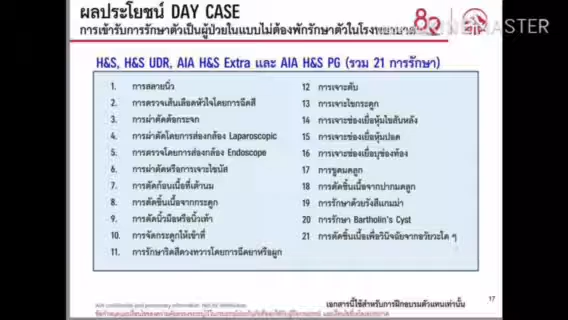 ผลประโยชน์ DAY CASE
การเข้ารับการรักษาตัวเป็นผู้ป่วยในแบบไม่ต้องพักรักษาตัวในโรงพยาบาล
H&S, H&S UDR, AIA H&S Extra และ AIA H&S PG (รวม 21 การรักษา)
1. การสลายนิ่ว
2. การตรวจเส้นเลือดหัวใจโดยการฉีดสี
3. การผ่าตัดต้อกระจก
4. การผ่าตัดโดยการส่องกล้อง Laparoscopic
5. การตรวจโดยการส่องกล้อง Endoscope
6. การผ่าตัดหรือการเจาะไซนัส
7. การตัดก้อนเนื้อที่เต้านม
8. การตัดชิ้นเนื้อจากกระดูก
9. การตัดนิ้วมือหรือนิ้วเท้า
10. การจัดกระดูกให้เข้าที่
11. การรักษาริดสีดวงทวารโดยการฉีดยาหรือผูก
12 การเจาะตับ
13 การเจาะไขกระดูก
14 การเจาะช่องเยื่อหุ้มไขสันหลัง
15 การเจาะช่องเยื่อหุ้มปอด
16 การเจาะช่องเยื่อบุช่องท้อง
17 การขูดมดลูก
18 การตัดชิ้นเนื้อจากปากมดลูก
19 การรักษาด้วยรังสีแกมม่า
20 การรักษา Bartholin's Cyst
21 การตัดชิ้นเนื้อเพื่อวินิจฉัยจากอวัยวะใด ๆ
เอกสารนี้ใช้สำหรับการฝึกอบรมตัวแทนเท่านั้น
17